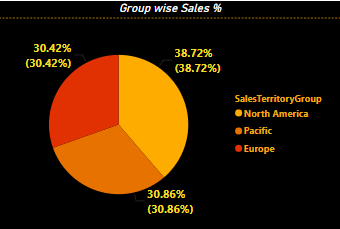 Group wise Sales %
30.42%
(30.42%)
38.72%
(38.72%)
SalesTerritoryGroup
North America
Pacific
Europe
30.86%
(30.86%)